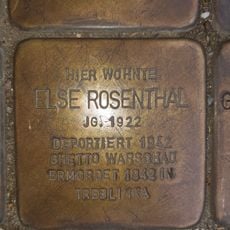 HIER WOHNTE
ELSE ROSENTHAL
JG. 1922
DEPORTIERT 1942
GHETTO WARSCHAU
ERMORDET 1942 IN
TREBLINKA